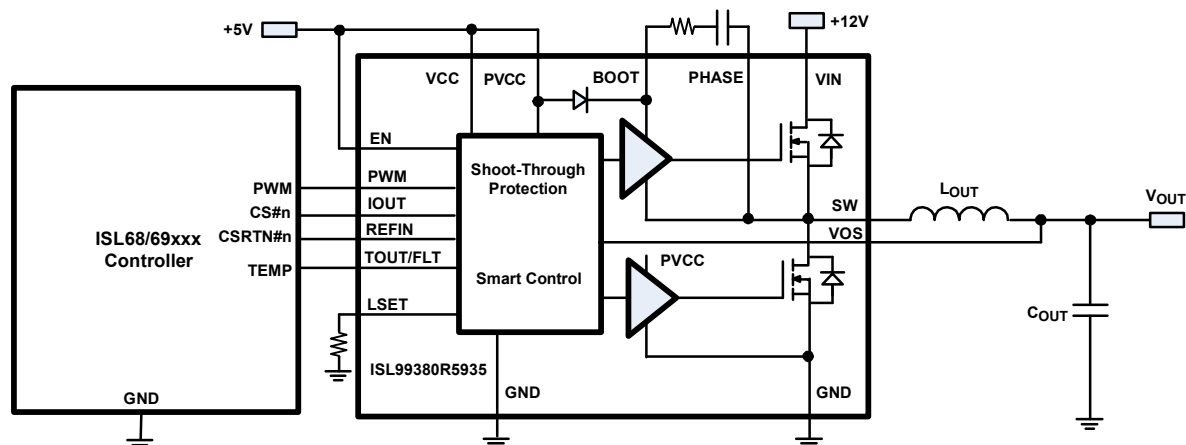 +5V
+12V
VCC
PVCC
BOOT
PHASE
VIN
EN
Shoot-Through
Protection
PWM
PWM
CS#n
IOUT
ISL68/69xxx
Controller
CSRTN#n
REFIN
TEMP
TOUT/FLT
Smart Control
LSET
ISL99380R5935
PVCC
SW
VOS
LOUT
VOUT
COUT
GND
GND
GND